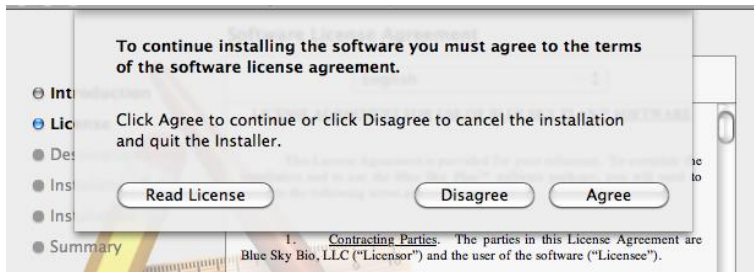 Software License Agreement
To continue installing the software you must agree to the terms
of the software license agreement.
English
Introduction
License
Click Agree to continue or click Disagree to cancel the installation
and quit the Installer.
Read License
Disagree
Agree
Summary
1. Contracting Parties. The parties in this License Agreement are
Blue Sky Bio, LLC (“Licensor”) and the user of the software (“Licensee”).